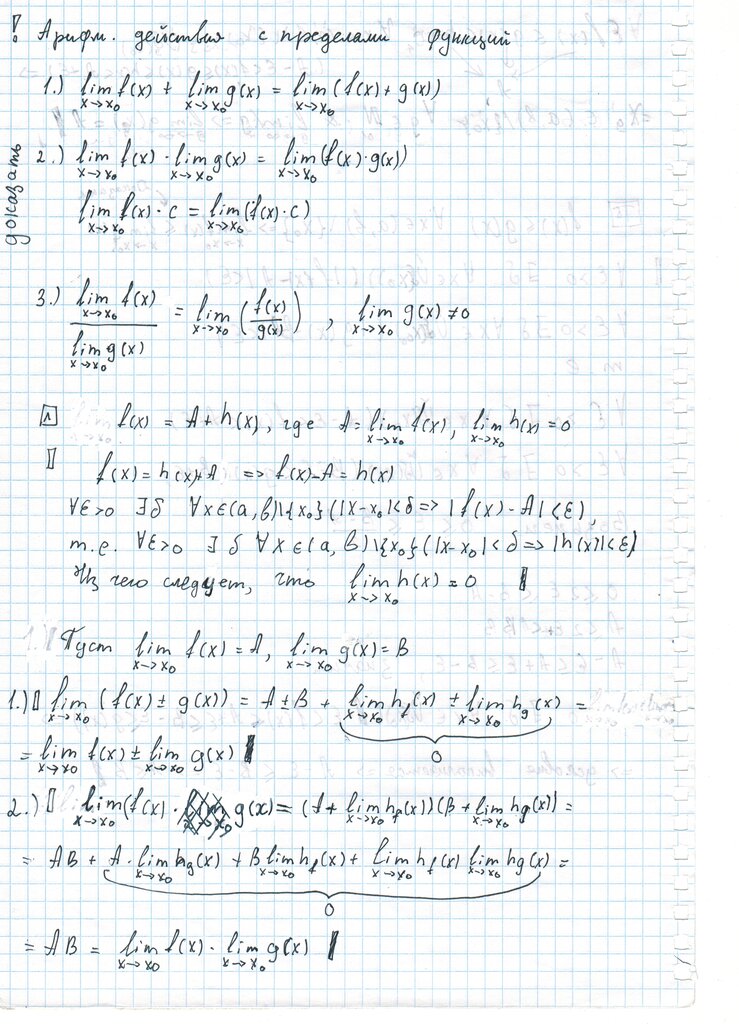 ! Арифм. действия с пределами функций
1.) lim f(x) + lim g(x) = lim (f(x) + g(x))
x→x₀ x→x₀ x→x₀
доказать
2.) lim f(x) · lim g(x) = lim (f(x) · g(x))
x→x₀ x→x₀ x→x₀
lim f(x) · c = lim (f(x) · c)
x→x₀ x→x₀
3.) lim f(x) / lim g(x) = lim (f(x)/g(x)), lim g(x) ≠ 0
x→x₀ x→x₀ x→x₀ x→x₀
Л f(x) = A + h(x), где A = lim f(x), lim h(x) = 0
x→x₀ x→x₀
f(x) = h(x) + A => f(x) - A = h(x)
∀ε>0 ∃δ ∀x∈(a, b)\{x₀} (|x-x₀|<δ => |f(x) - A|<ε),
т.е. ∀ε>0 ∃δ ∀x∈(a, b)\{x₀} (|x-x₀|<δ => |h(x)|<ε)
Из чего следует, что lim h(x) = 0
x→x₀
Пуст lim f(x) = A, lim g(x) = B
x→x₀ x→x₀
1.) lim (f(x) ± g(x)) = A ± B + lim h_f(x) ± lim h_g(x) =
x→x₀ x→x₀ x→x₀
0
= lim f(x) ± lim g(x)
x→x₀ x→x₀
2.) lim (f(x) · g(x) = (A + lim h_f(x)) (B + lim h_g(x)) =
x→x₀ x→x₀ x→x₀
= AB + A · lim h_g(x) + B lim h_f(x) + lim h_f(x) lim h_g(x) =
x→x₀ x→x₀ x→x₀ x→x₀
0
= AB = lim f(x) · lim g(x)
x→x₀ x→x₀